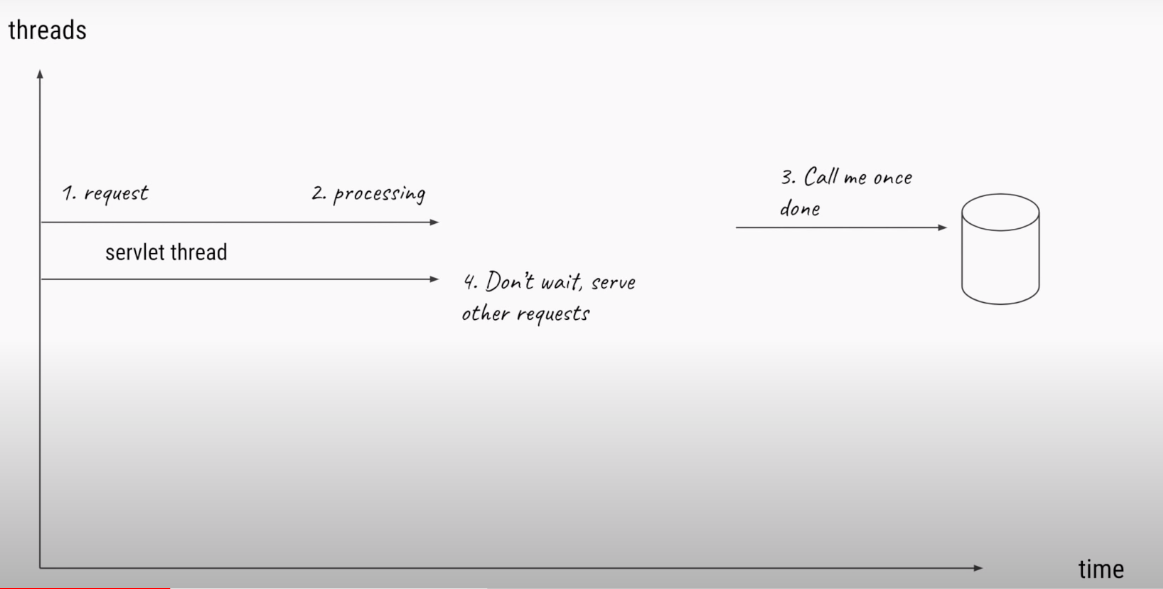 threads
1. request
2. processing
3. Call me once
done
servlet thread
4. Don't wait, serve
other requests
time